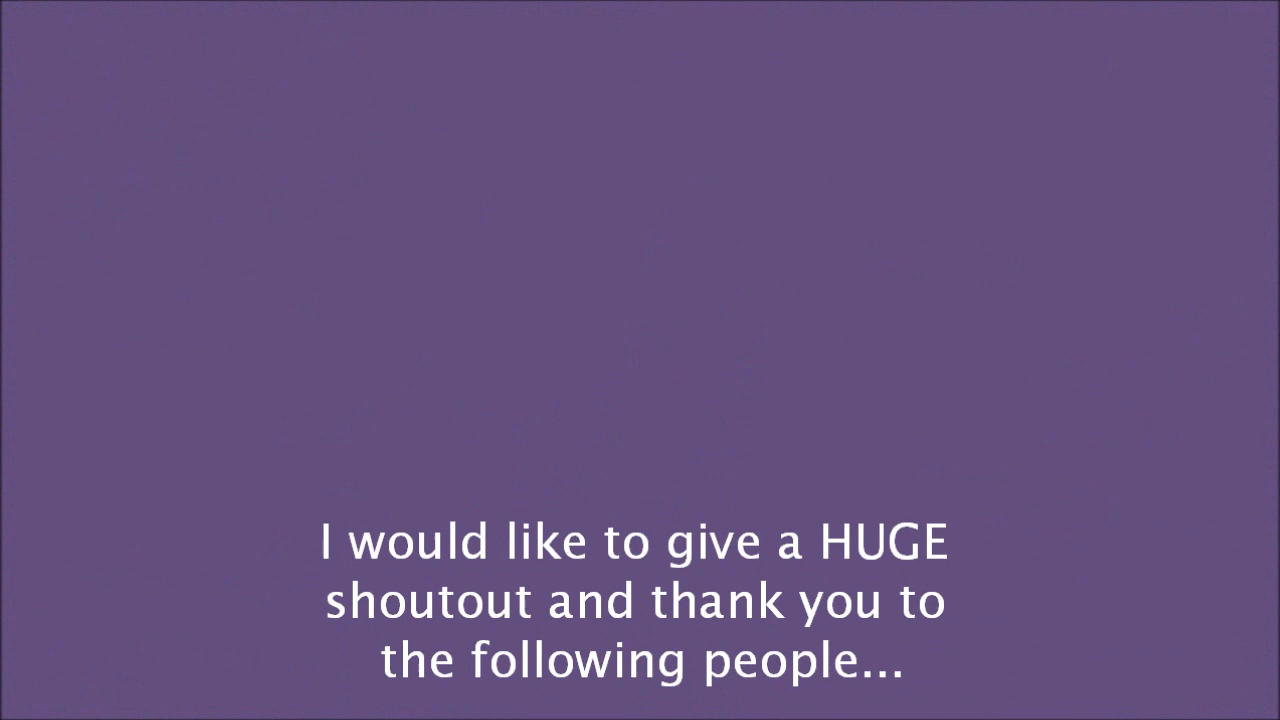 I would like to give a HUGE
shoutout and thank you to
the following people...